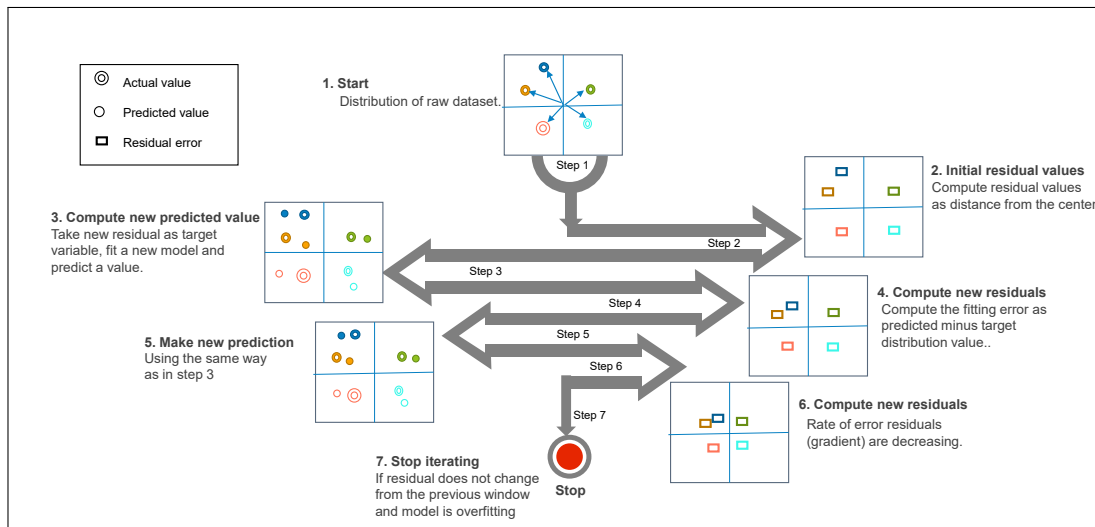 Actual value
Predicted value
Residual error
1. Start
Distribution of raw dataset.
Step 1
2. Initial residual values
Compute residual values
as distance from the center
Step 2
3. Compute new predicted value
Take new residual as target
variable, fit a new model and
predict a value.
Step 3
4. Compute new residuals
Compute the fitting error as
predicted minus target
distribution value..
Step 4
5. Make new prediction
Using the same way
as in step 3
Step 5
Step 6
6. Compute new residuals
Rate of error residuals
(gradient) are decreasing.
Step 7
7. Stop iterating
If residual does not change
from the previous window
and model is overfitting
Stop